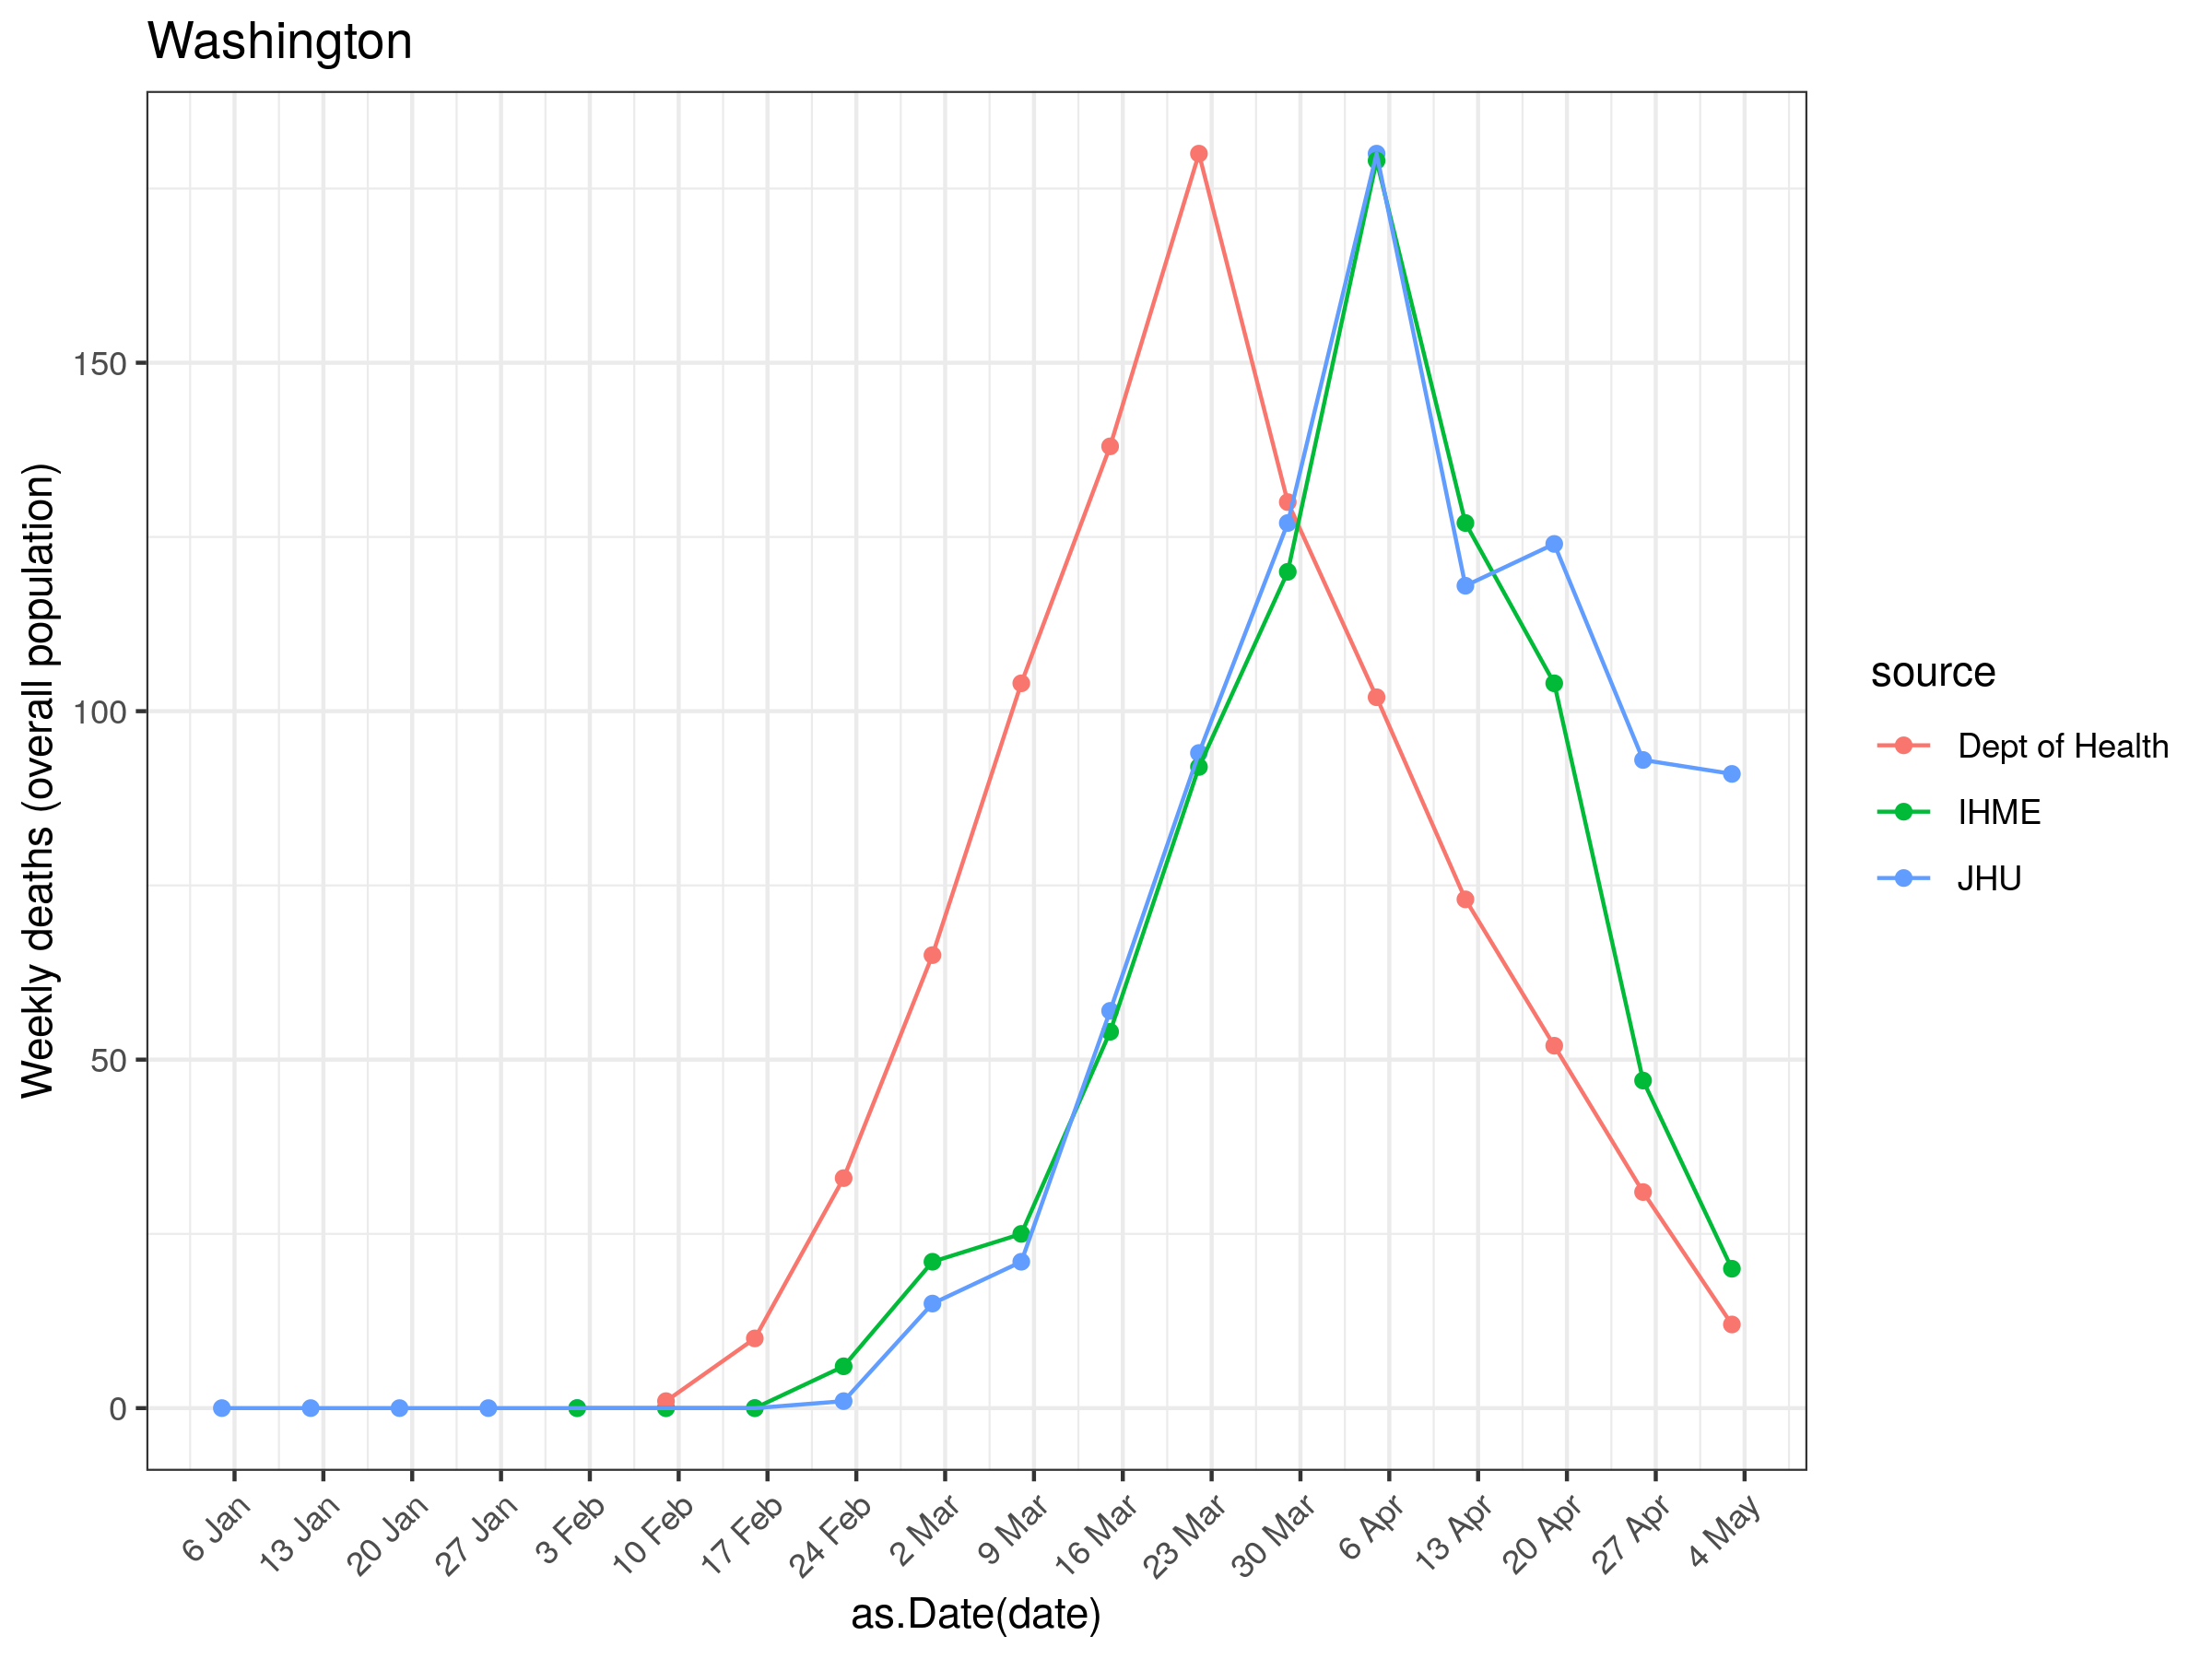 Washington
Weekly deaths (overall population)
150
100
50
0
6 Jan
13 Jan
20 Jan
27 Jan
3 Feb
10 Feb
17 Feb
24 Feb
2 Mar
9 Mar
16 Mar
23 Mar
30 Mar
6 Apr
13 Apr
20 Apr
27 Apr
4 May
as.Date(date)
source
Dept of Health
IHME
JHU